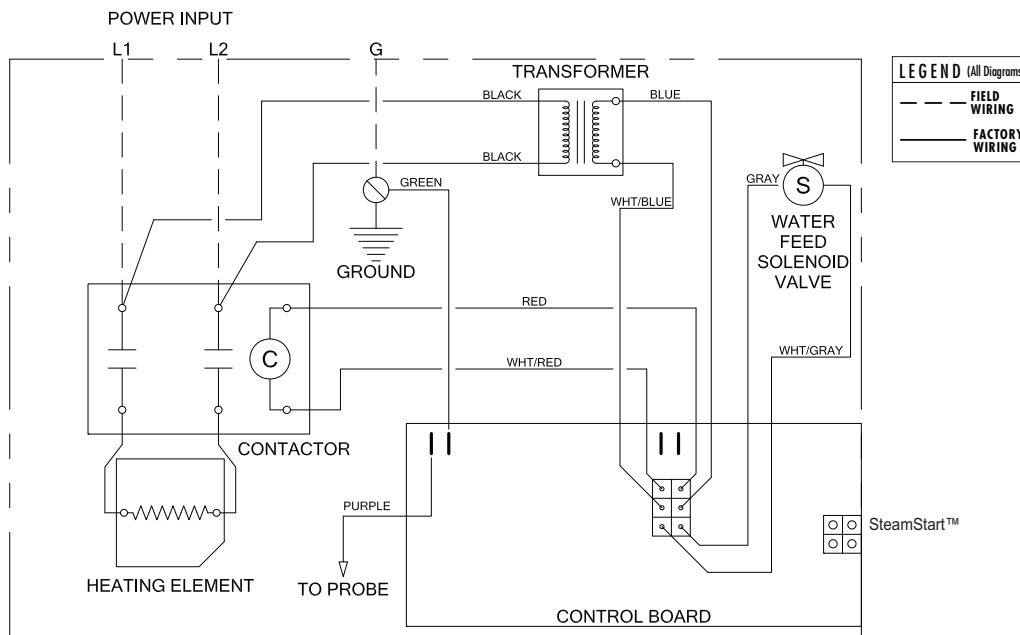 POWER INPUT
L1
L2
G
TRANSFORMER
BLACK
BLUE
LEGEND (All Diagrams
FIELD
WIRING
FACTORY
WIRING
BLACK
GREEN
GRAY
S
WHT/BLUE
WATER
FEED
SOLENOID
VALVE
GROUND
RED
C
WHT/RED
WHT/GRAY
CONTACTOR
PURPLE
SteamStart™
HEATING ELEMENT
TO PROBE
CONTROL BOARD